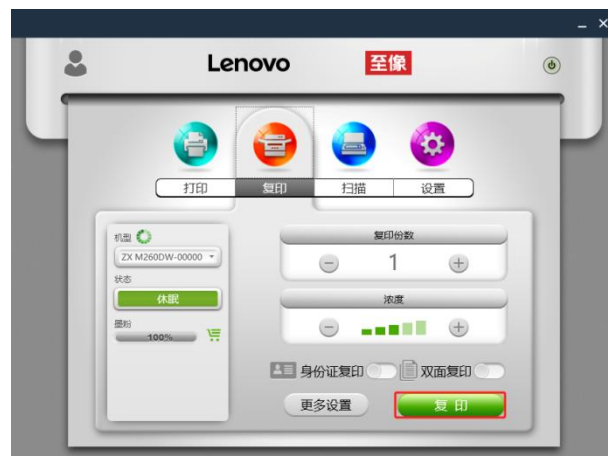 Lenovo 至像
打印 复印 扫描 设置
机型
ZX M260DW-00000
状态
休眠
墨粉
100%
复印份数
1
浓度
身份证复印 双面复印
更多设置 复 印